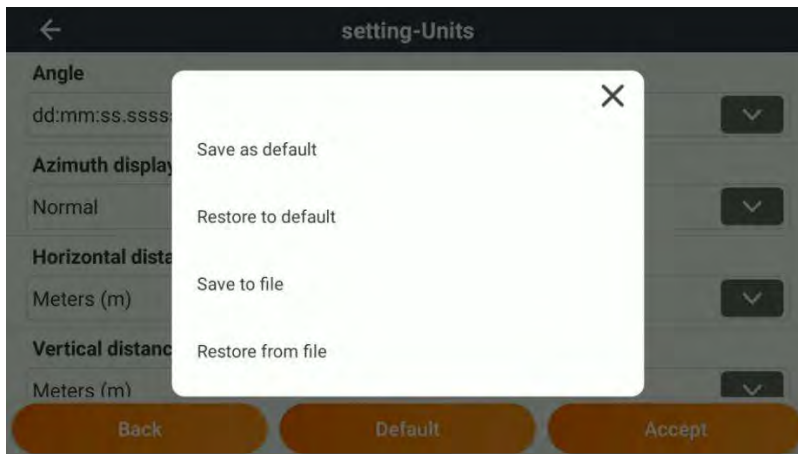 setting-Units
Angle
dd:mm:ss.sssss
Azimuth display
Normal
Horizontal dista
Meters (m)
Vertical distanc
Meters (m)
Save as default
Restore to default
Save to file
Restore from file
Back
Default
Accept